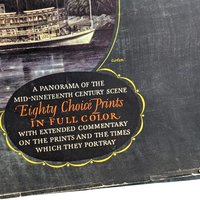 A PANORAMA OF THE
MID-NINETEENTH CENTURY SCENE
Eighty Choice Prints
IN FULL COLOR
WITH EXTENDED COMMENTARY
ON THE PRINTS AND THE TIMES
WHICH THEY PORTRAY